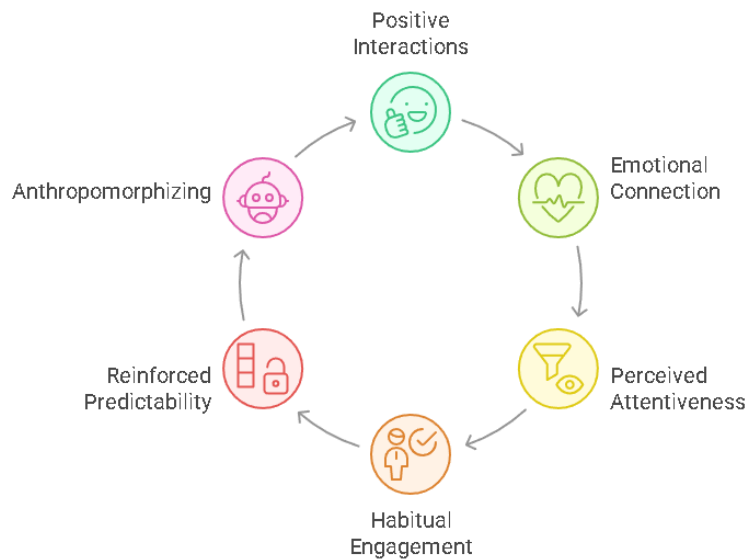 Positive
Interactions
Emotional
Connection
Anthropomorphizing
Perceived
Attentiveness
Reinforced
Predictability
Habitual
Engagement